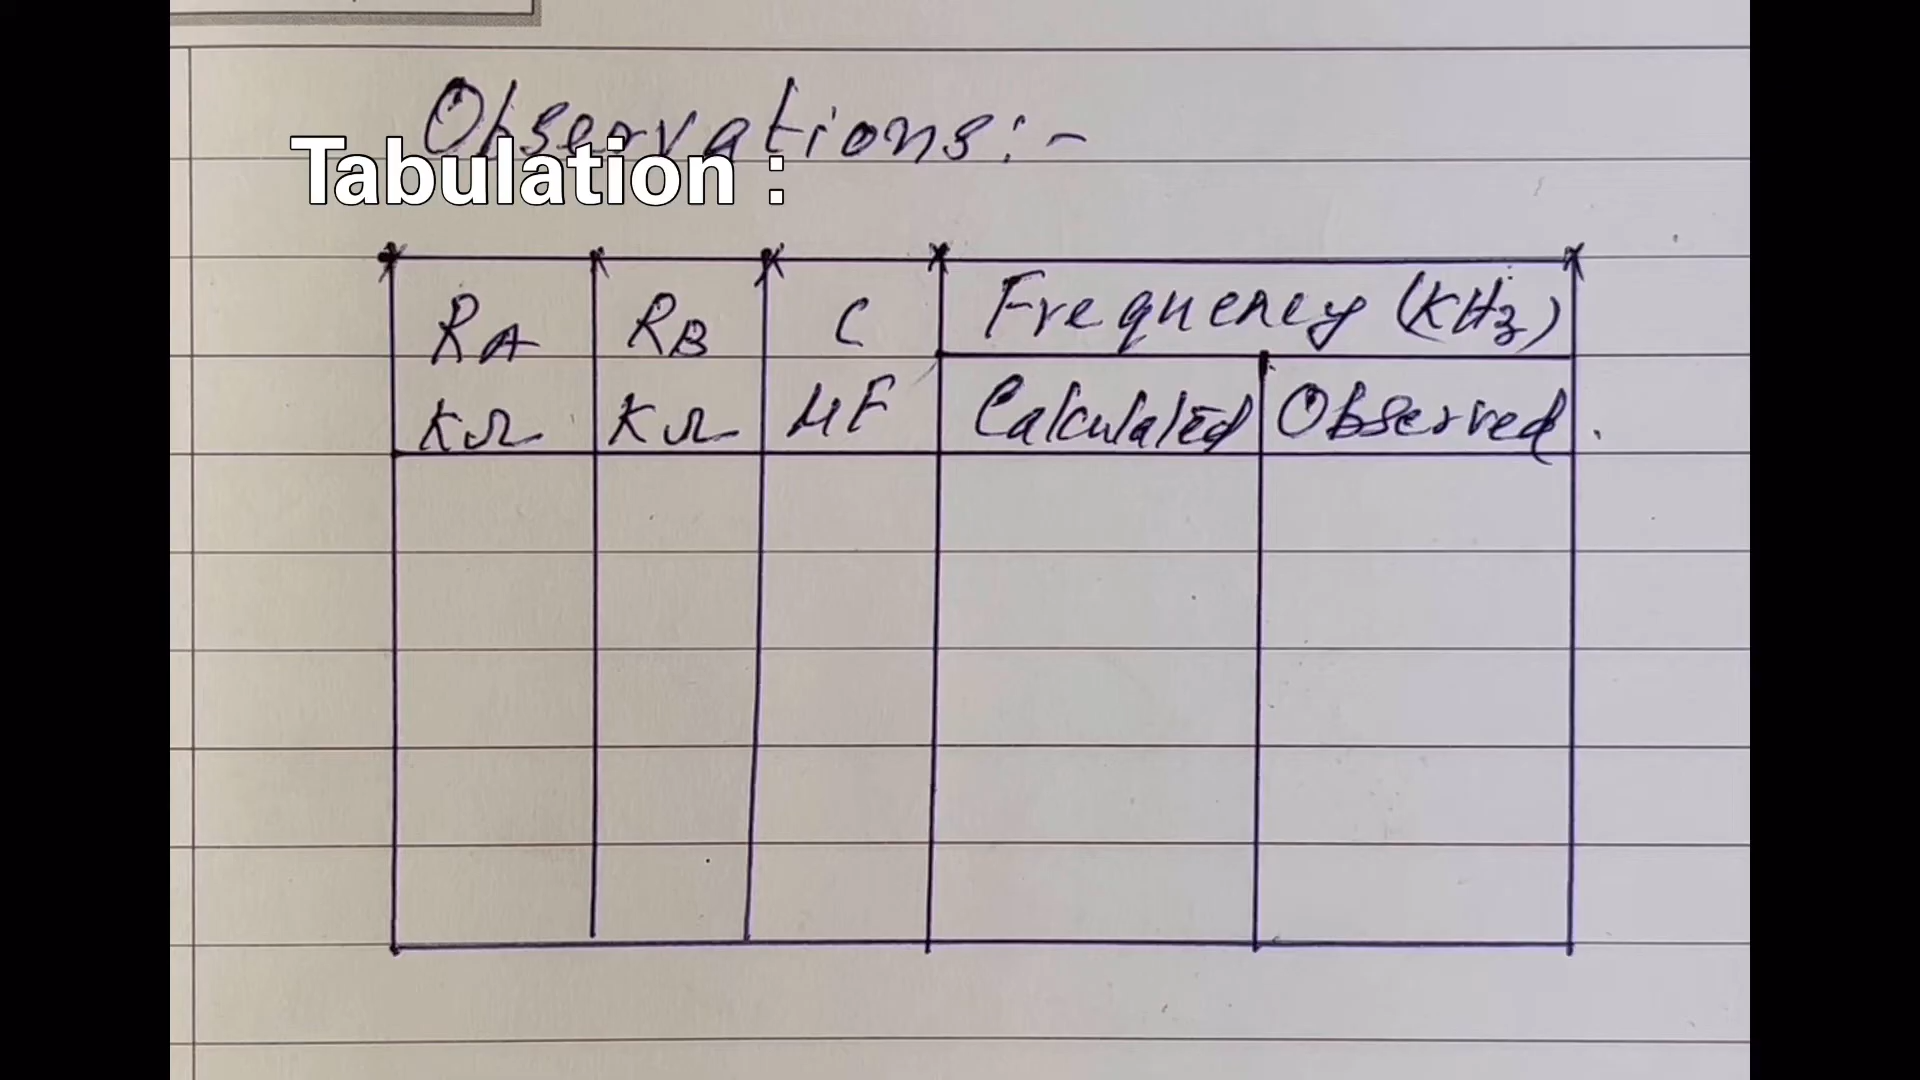 Observations:-
Tabulation :
RA RB C Frequency (KHz)
KΩ KΩ μF Calculated Observed.